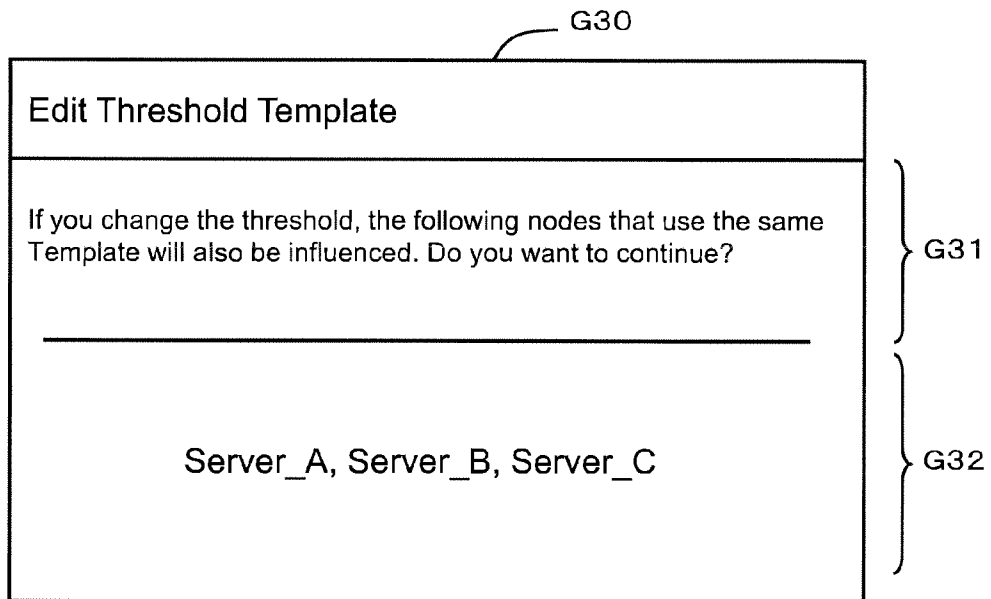 G30
Edit Threshold Template
If you change the threshold, the following nodes that use the same
Template will also be influenced. Do you want to continue?
G31
Server_A, Server_B, Server_C
G32